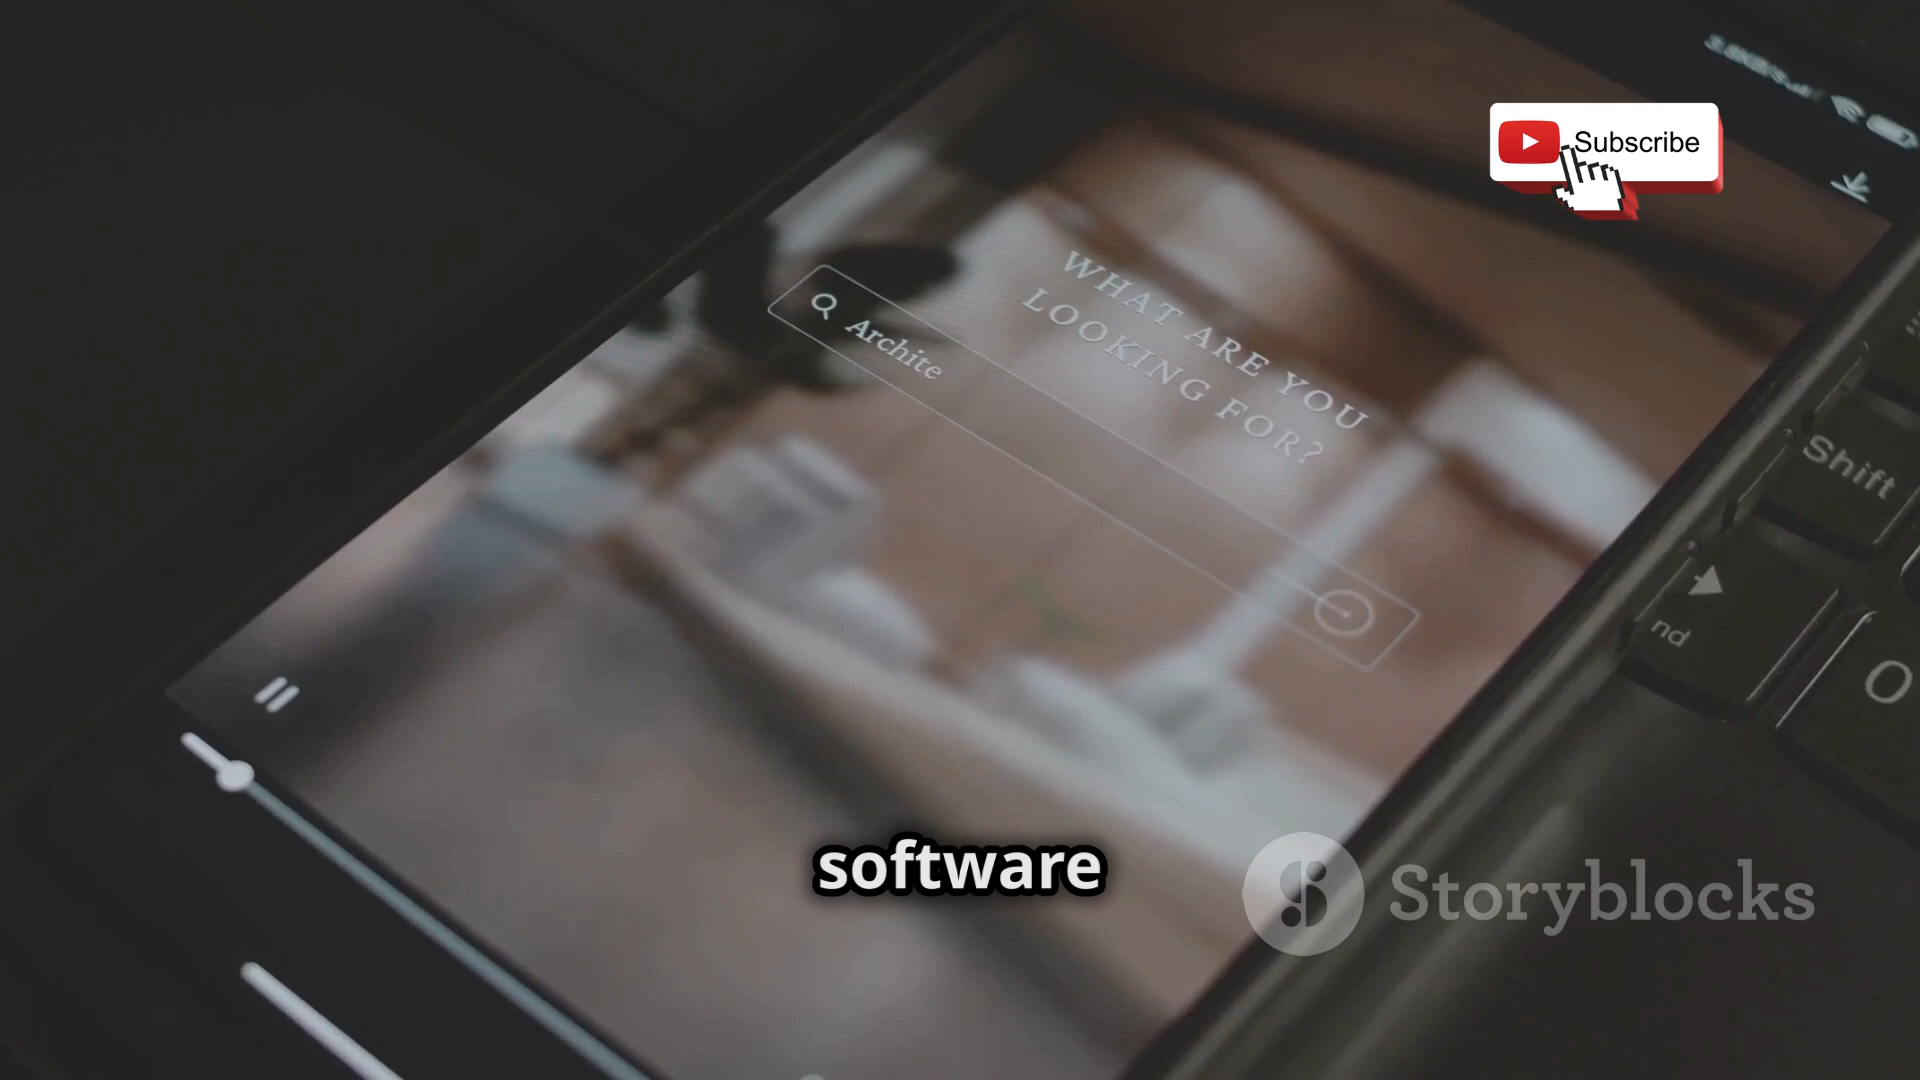 Subscribe
WHAT ARE YOU
LOOKING FOR?
Archite
Shift
nd
O
software
Storyblocks